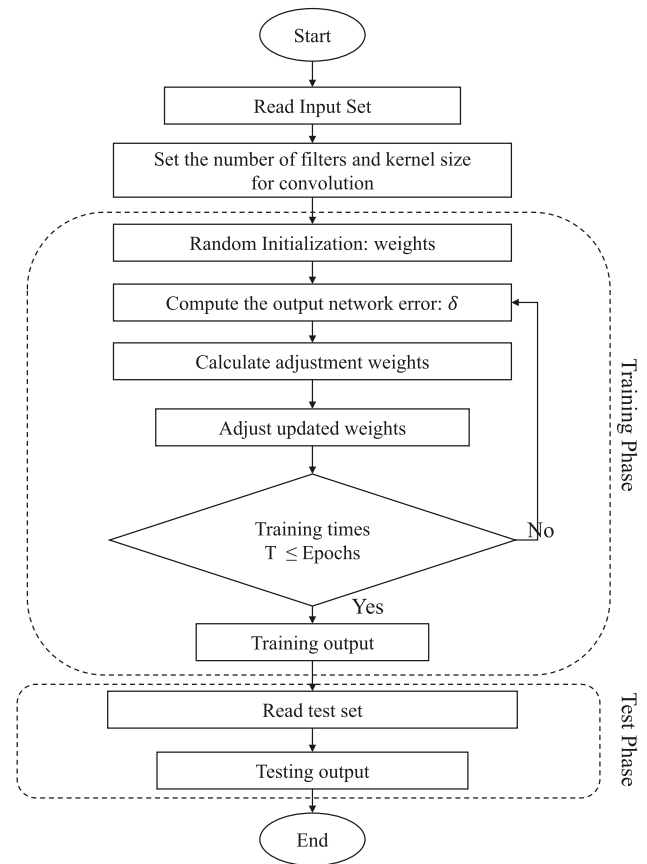 Start
Read Input Set
Set the number of filters and kernel size
for convolution
Random Initialization: weights
Compute the output network error: δ
Calculate adjustment weights
Adjust updated weights
Training times
T ≤ Epochs
No
Yes
Training output
Training Phase
Read test set
Testing output
Test Phase
End